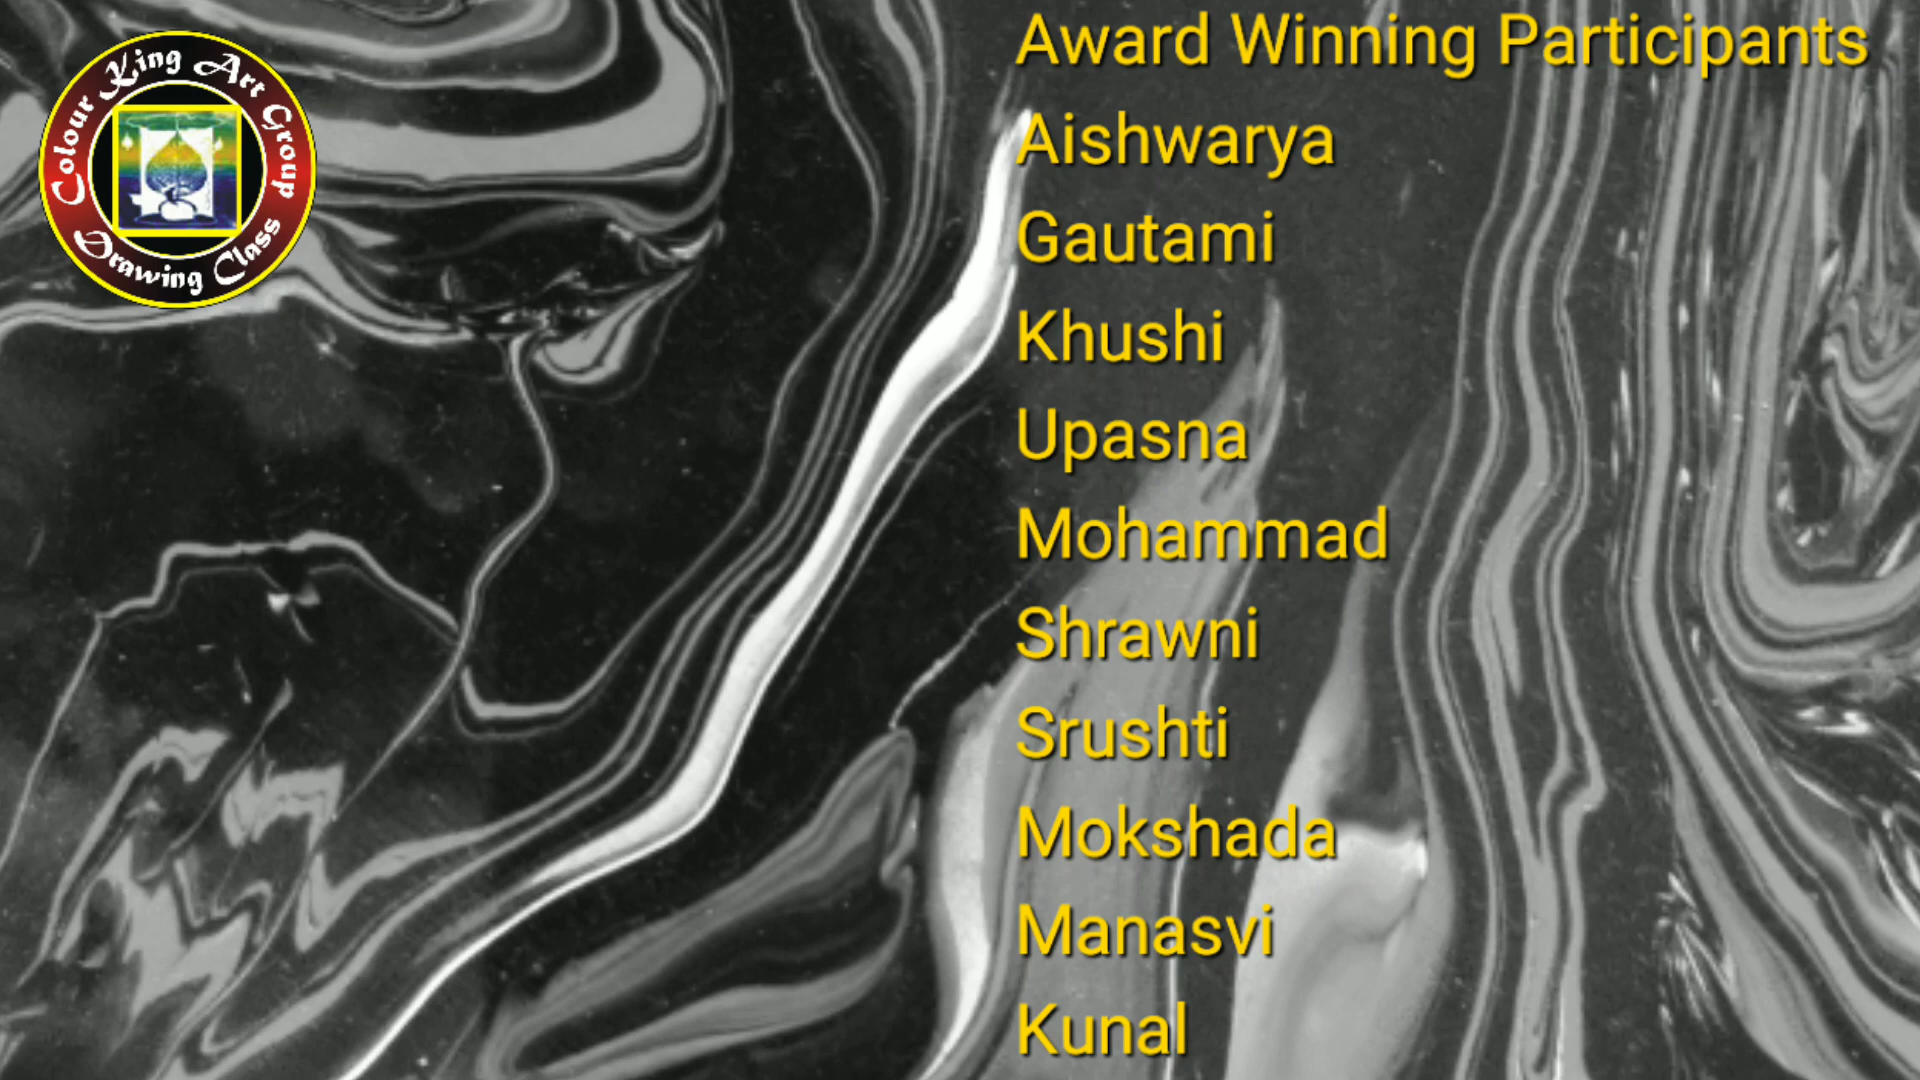 Colour King Art Group
Drawing Class
Award Winning Participants
Aishwarya
Gautami
Khushi
Upasna
Mohammad
Shrawni
Srushti
Mokshada
Manasvi
Kunal